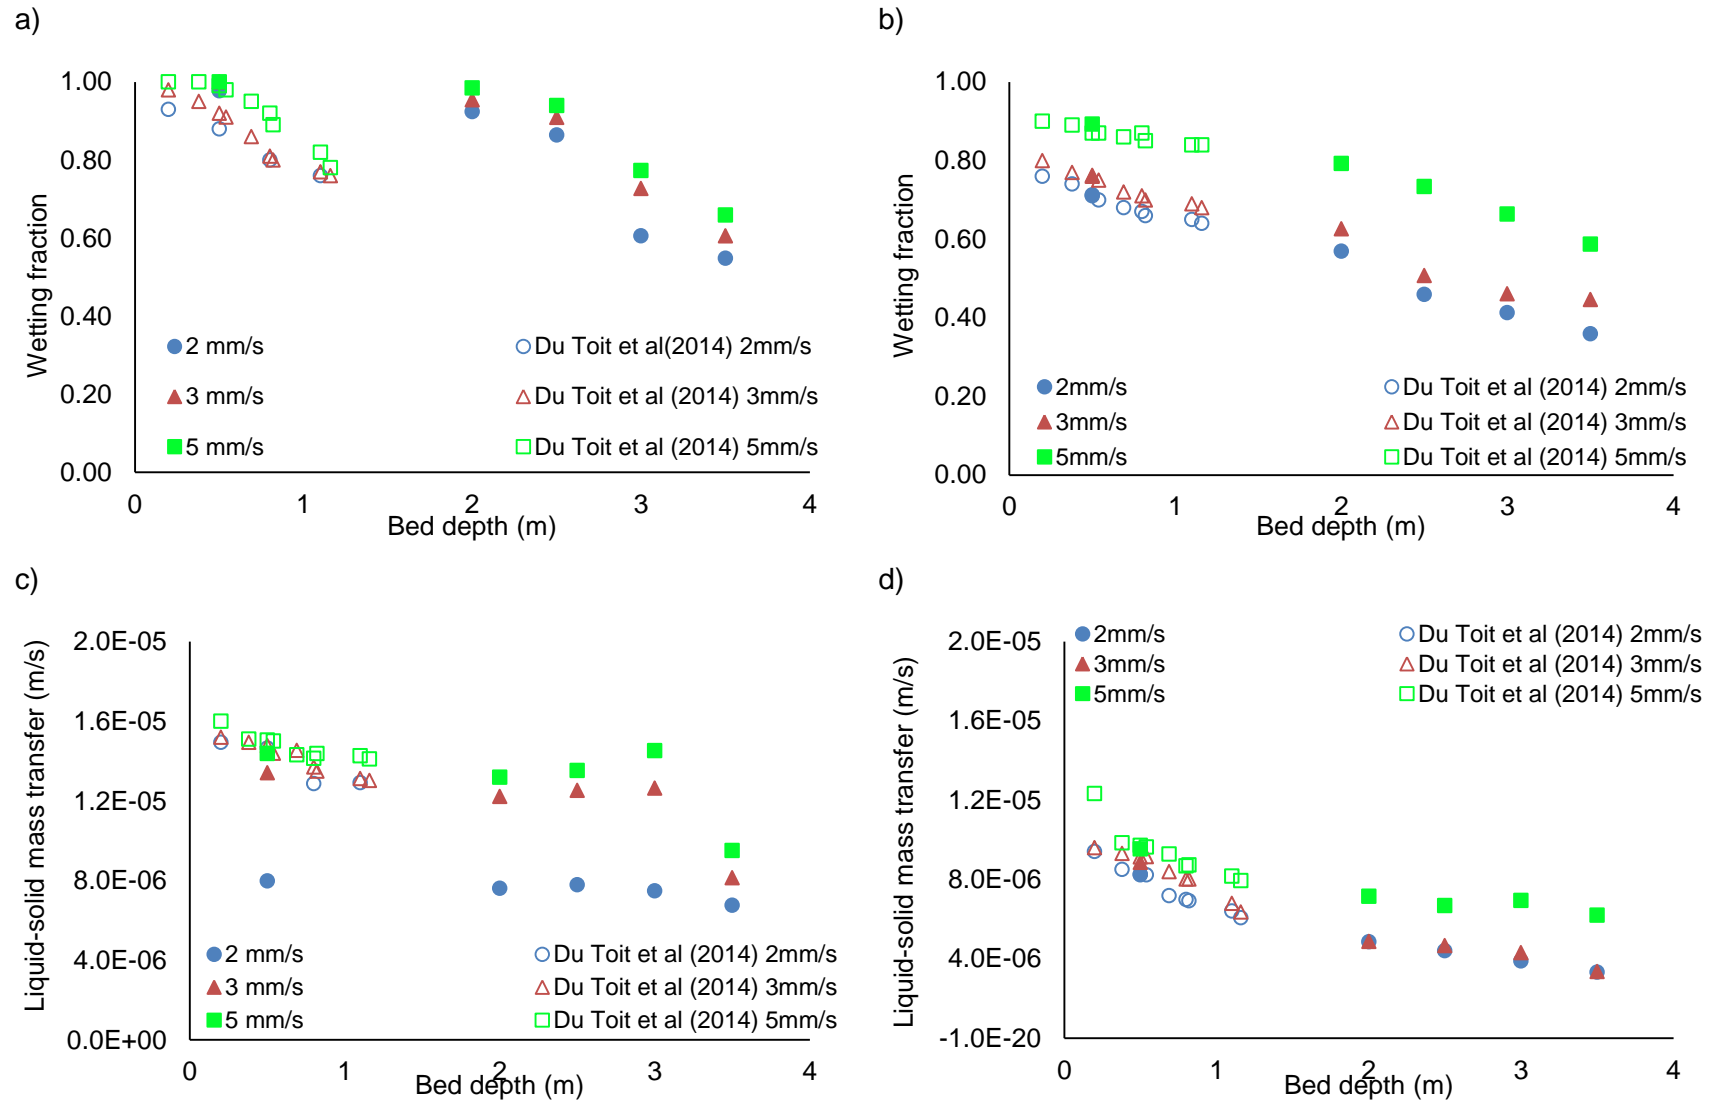 a)
1.00
0.80
0.60
0.40
0.20
0.00
Wetting fraction
2 mm/s
Du Toit et al(2014) 2mm/s
3 mm/s
Du Toit et al (2014) 3mm/s
5 mm/s
Du Toit et al (2014) 5mm/s
0
1
2
3
4
Bed depth (m)
b)
1.00
0.80
0.60
0.40
0.20
0.00
Wetting fraction
2mm/s
Du Toit et al (2014) 2mm/s
3mm/s
Du Toit et al (2014) 3mm/s
5mm/s
Du Toit et al (2014) 5mm/s
0
1
2
3
4
Bed depth (m)
c)
2.0E-05
1.6E-05
1.2E-05
8.0E-06
4.0E-06
0.0E+00
Liquid-solid mass transfer (m/s)
2 mm/s
Du Toit et al (2014) 2mm/s
3 mm/s
Du Toit et al (2014) 3mm/s
5 mm/s
Du Toit et al (2014) 5mm/s
0
1
2
3
4
Bed depth (m)
d)
2.0E-05
1.6E-05
1.2E-05
8.0E-06
4.0E-06
-1.0E-20
Liquid-solid mass transfer (m/s)
2mm/s
Du Toit et al (2014) 2mm/s
3mm/s
Du Toit et al (2014) 3mm/s
5mm/s
Du Toit et al (2014) 5mm/s
0
1
2
3
4
Bed depth (m)